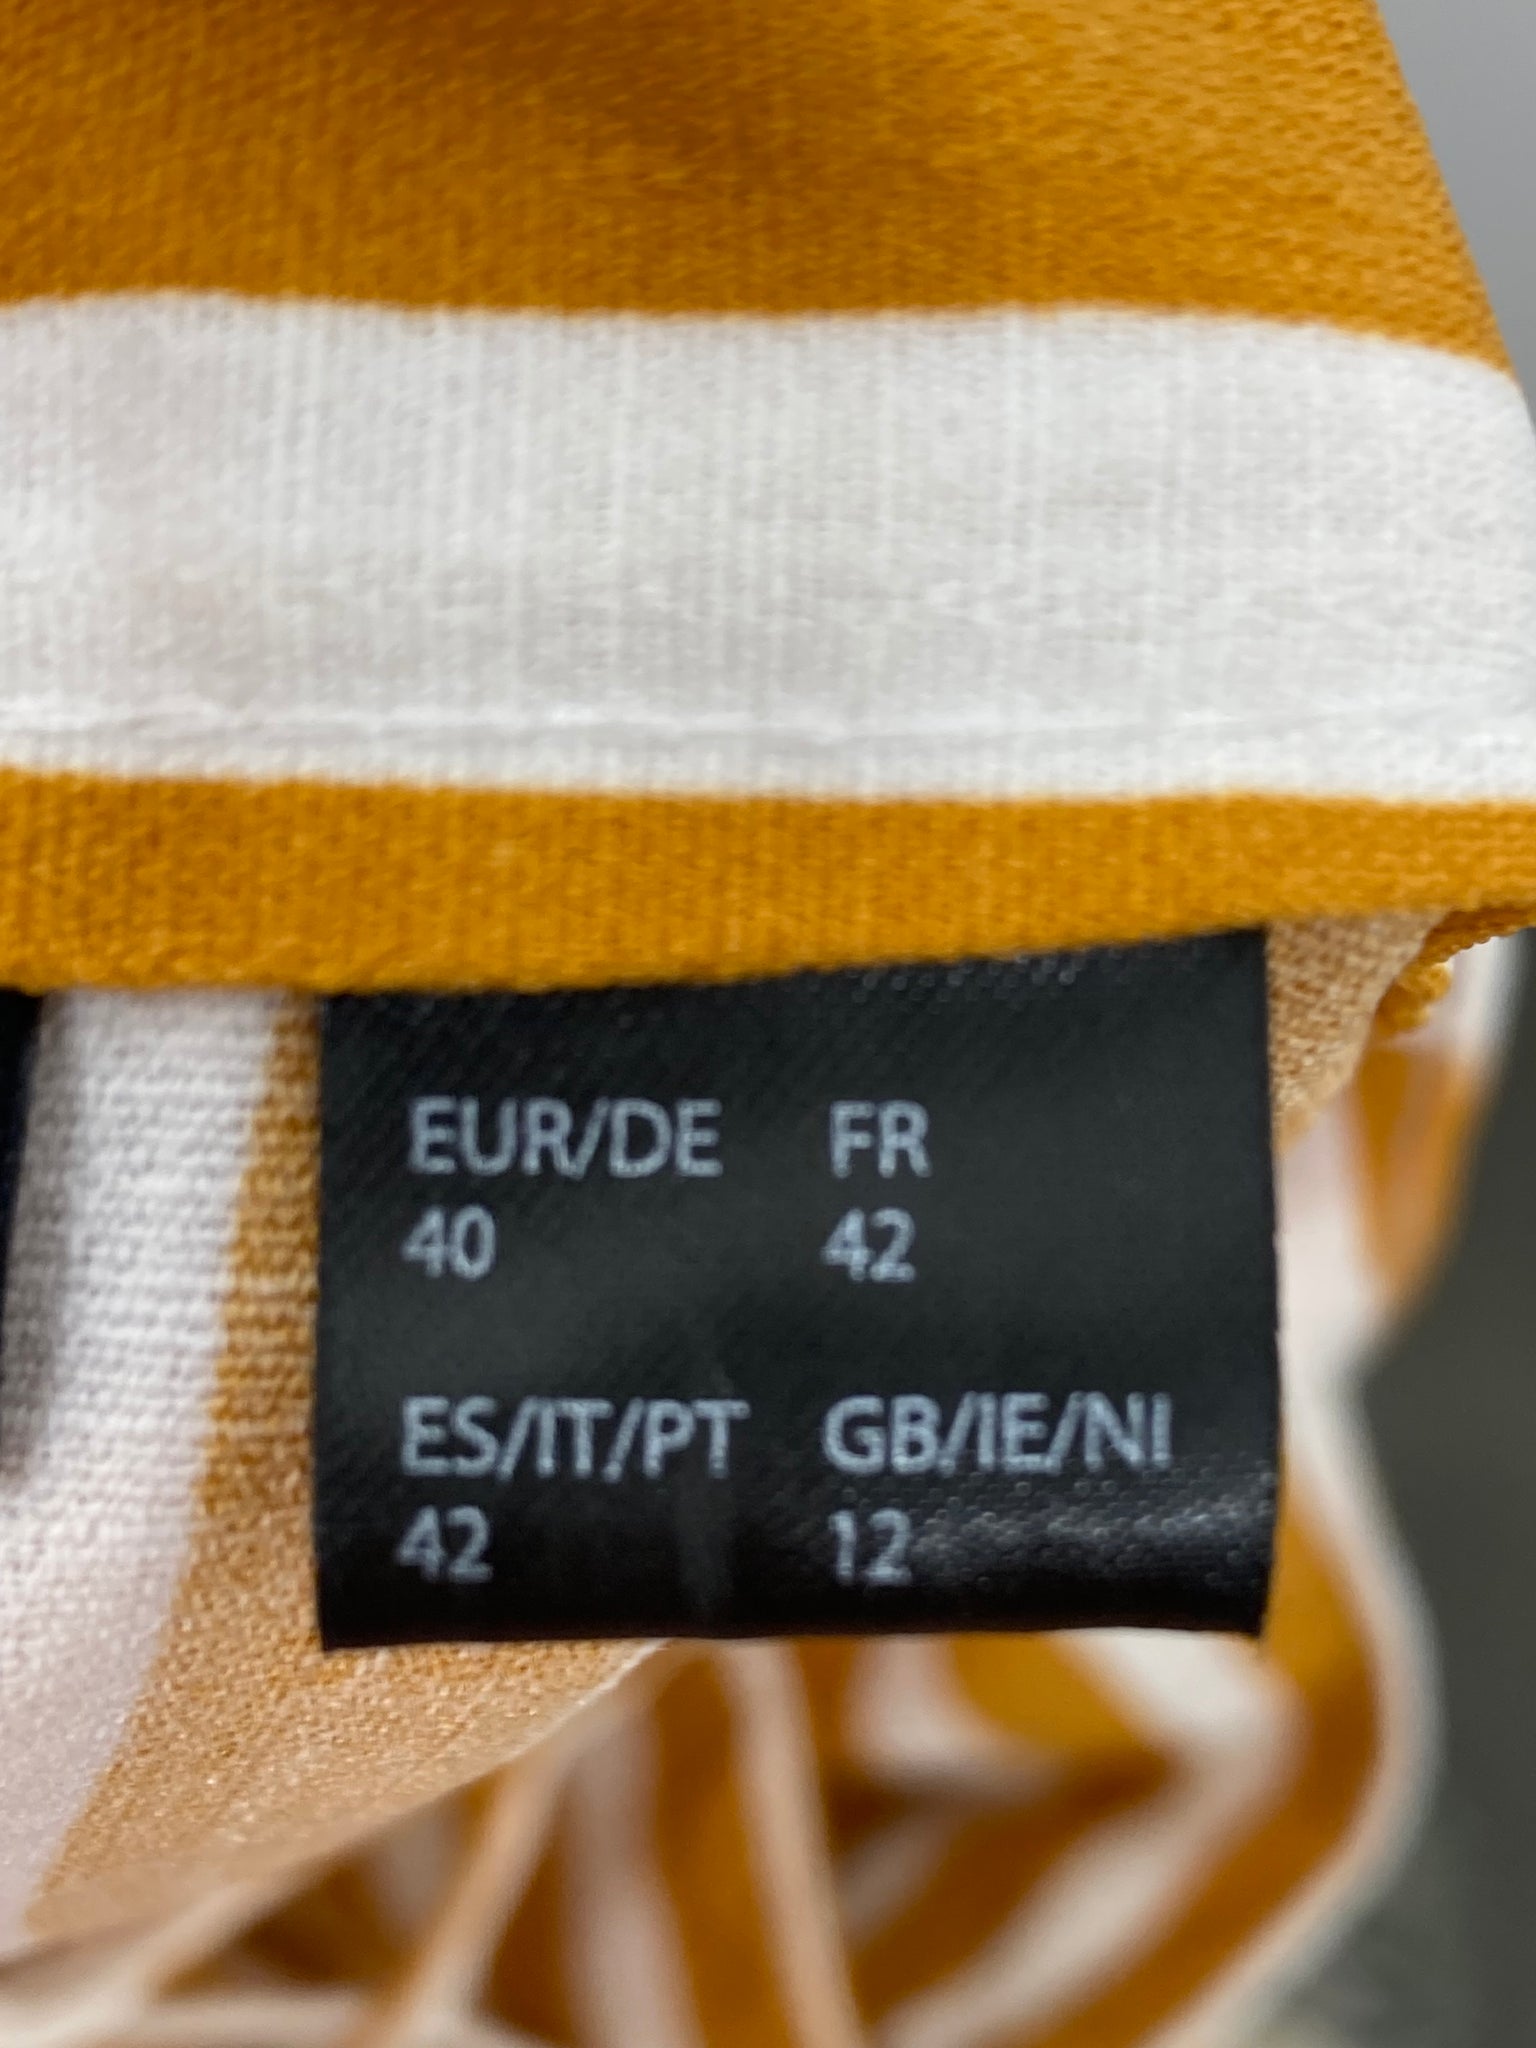 EUR/DE FR
40 42
ES/IT/PT GB/IE/NI
42 12